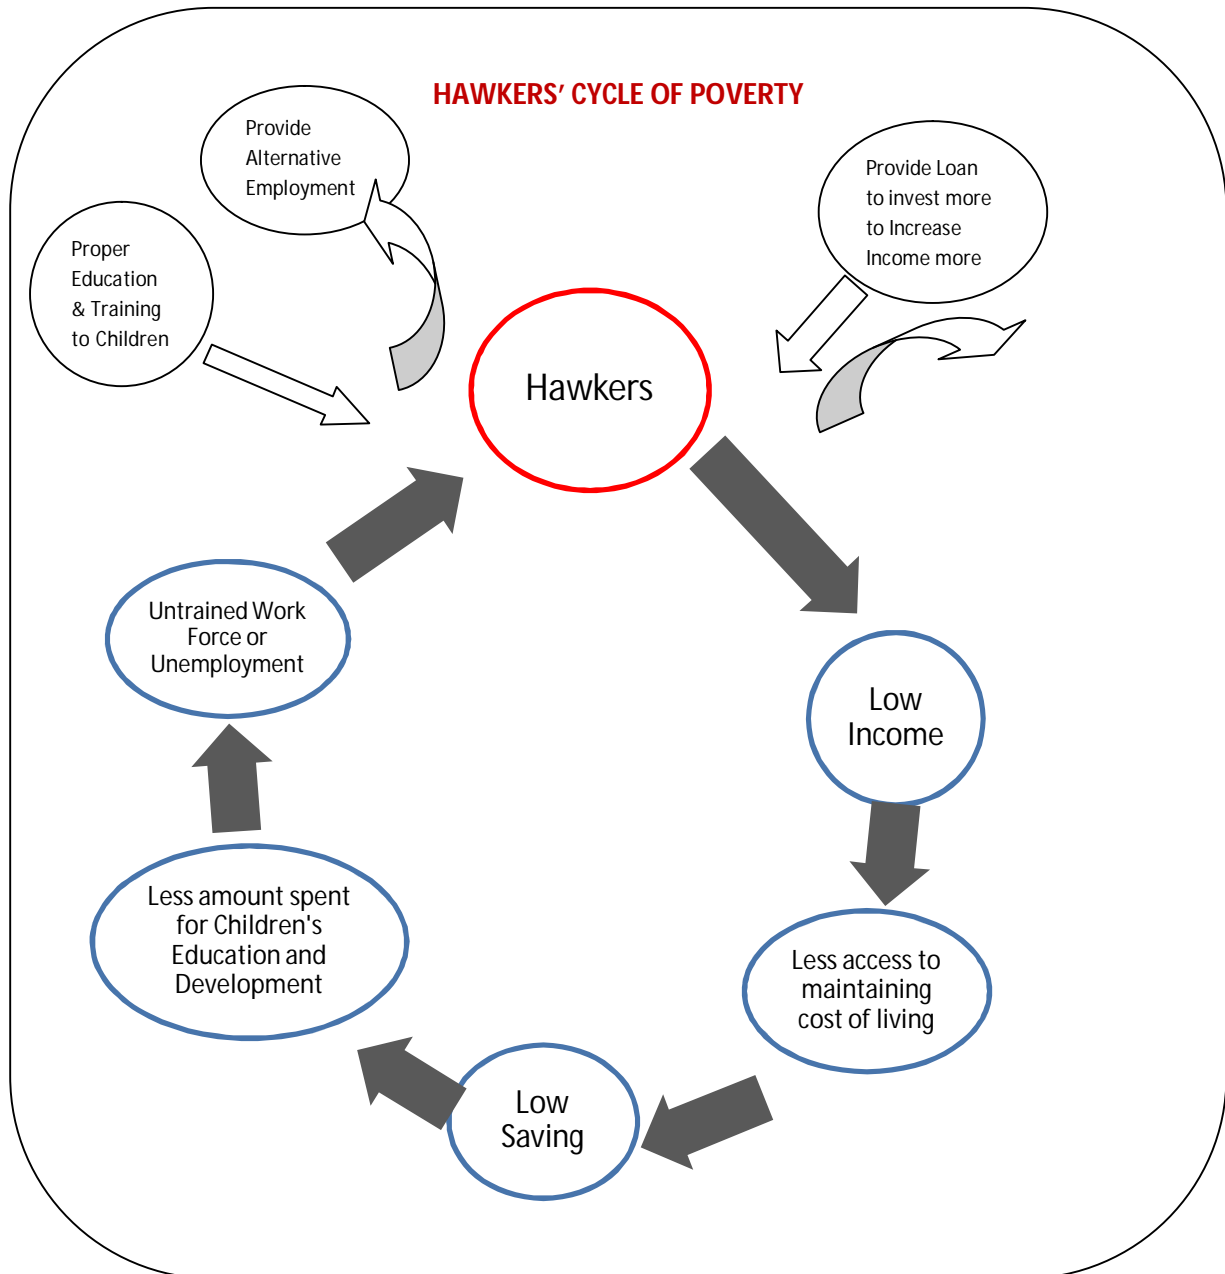 HAWKERS’ CYCLE OF POVERTY
Provide
Alternative
Employment
Proper
Education
& Training
to Children
Provide Loan
to invest more
to Increase
Income more
Hawkers
Low
Income
Less access to
maintaining
cost of living
Low
Saving
Less amount spent
for Children's
Education and
Development
Untrained Work
Force or
Unemployment